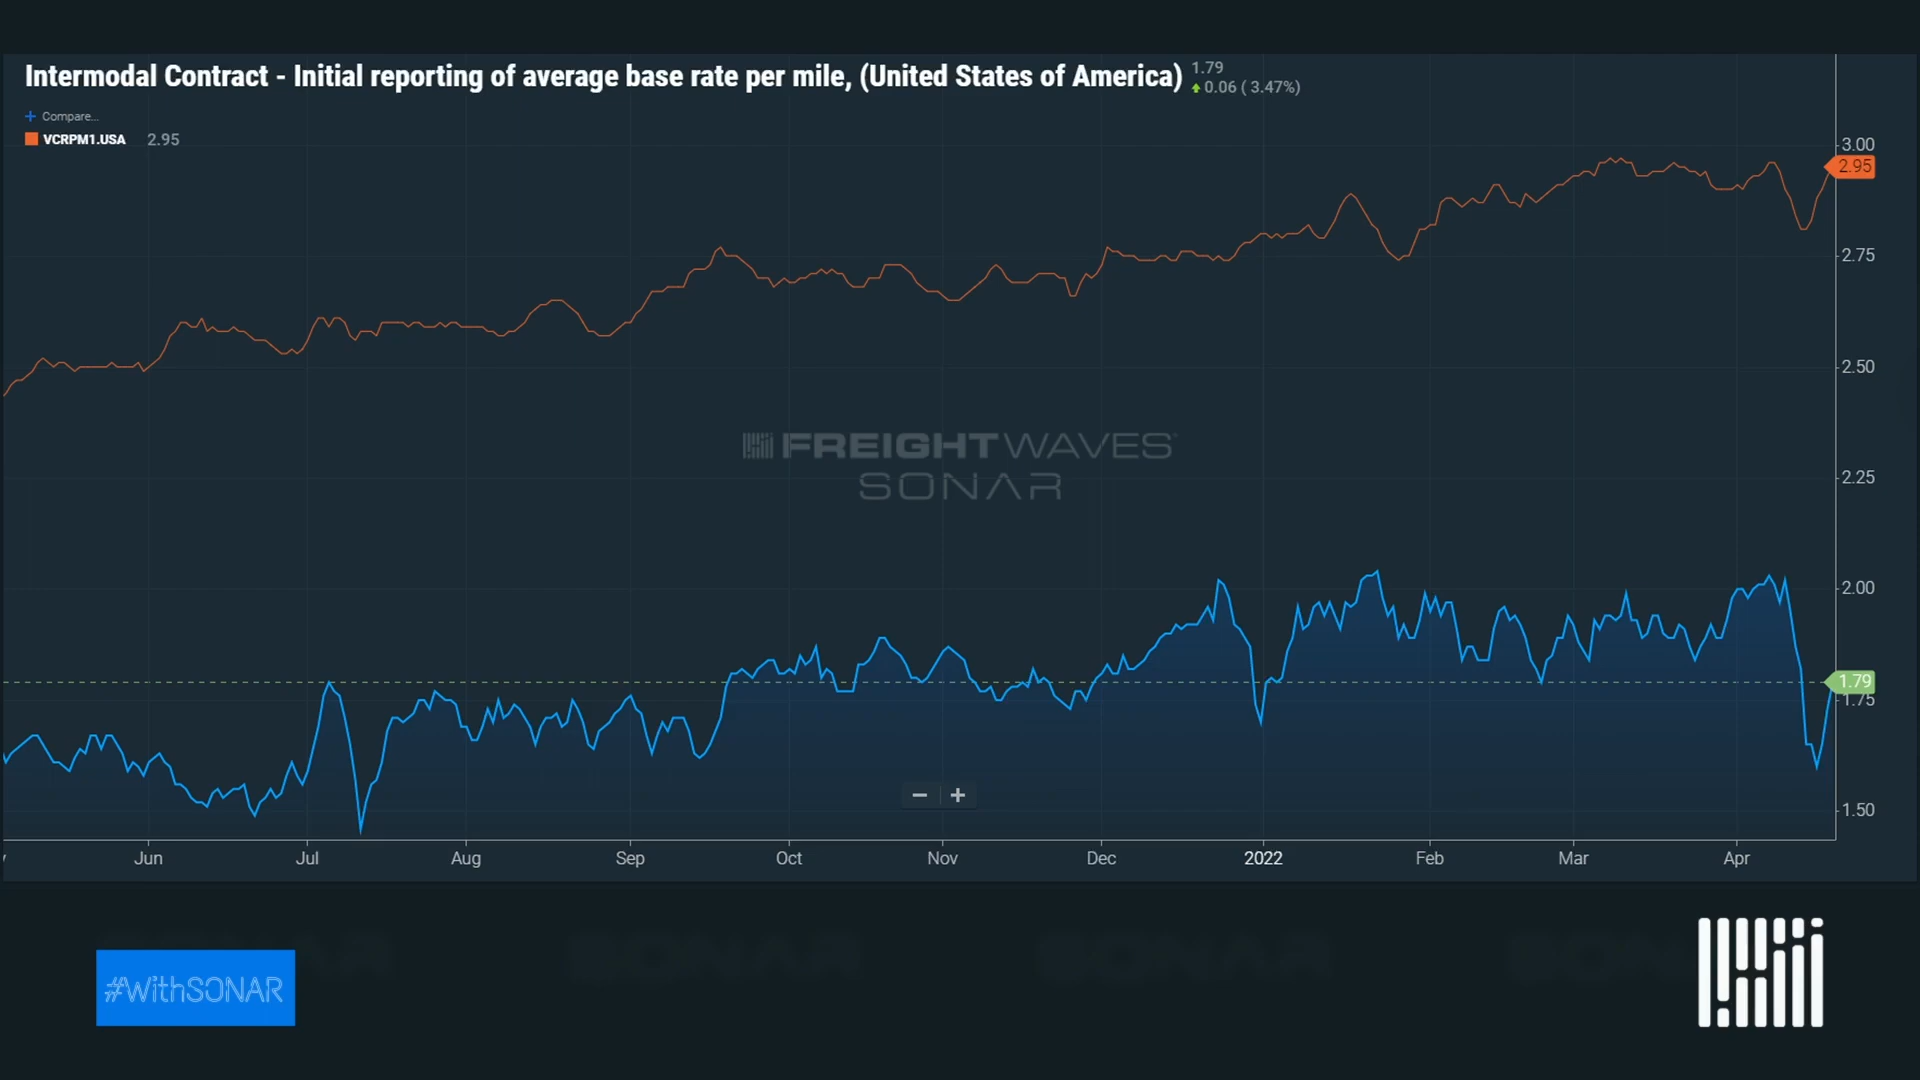 Intermodal Contract - Initial reporting of average base rate per mile, (United States of America) 1.79
0.06 ( 3.47%)
+ Compare...
VCRPM1.USA 2.95
3.00
2.95
2.75
2.50
FREIGHTWAVES
SONAR
2.25
2.00
1.79
1.75
− +
1.50
Jun Jul Aug Sep Oct Nov Dec 2022 Feb Mar Apr
#WithSONAR